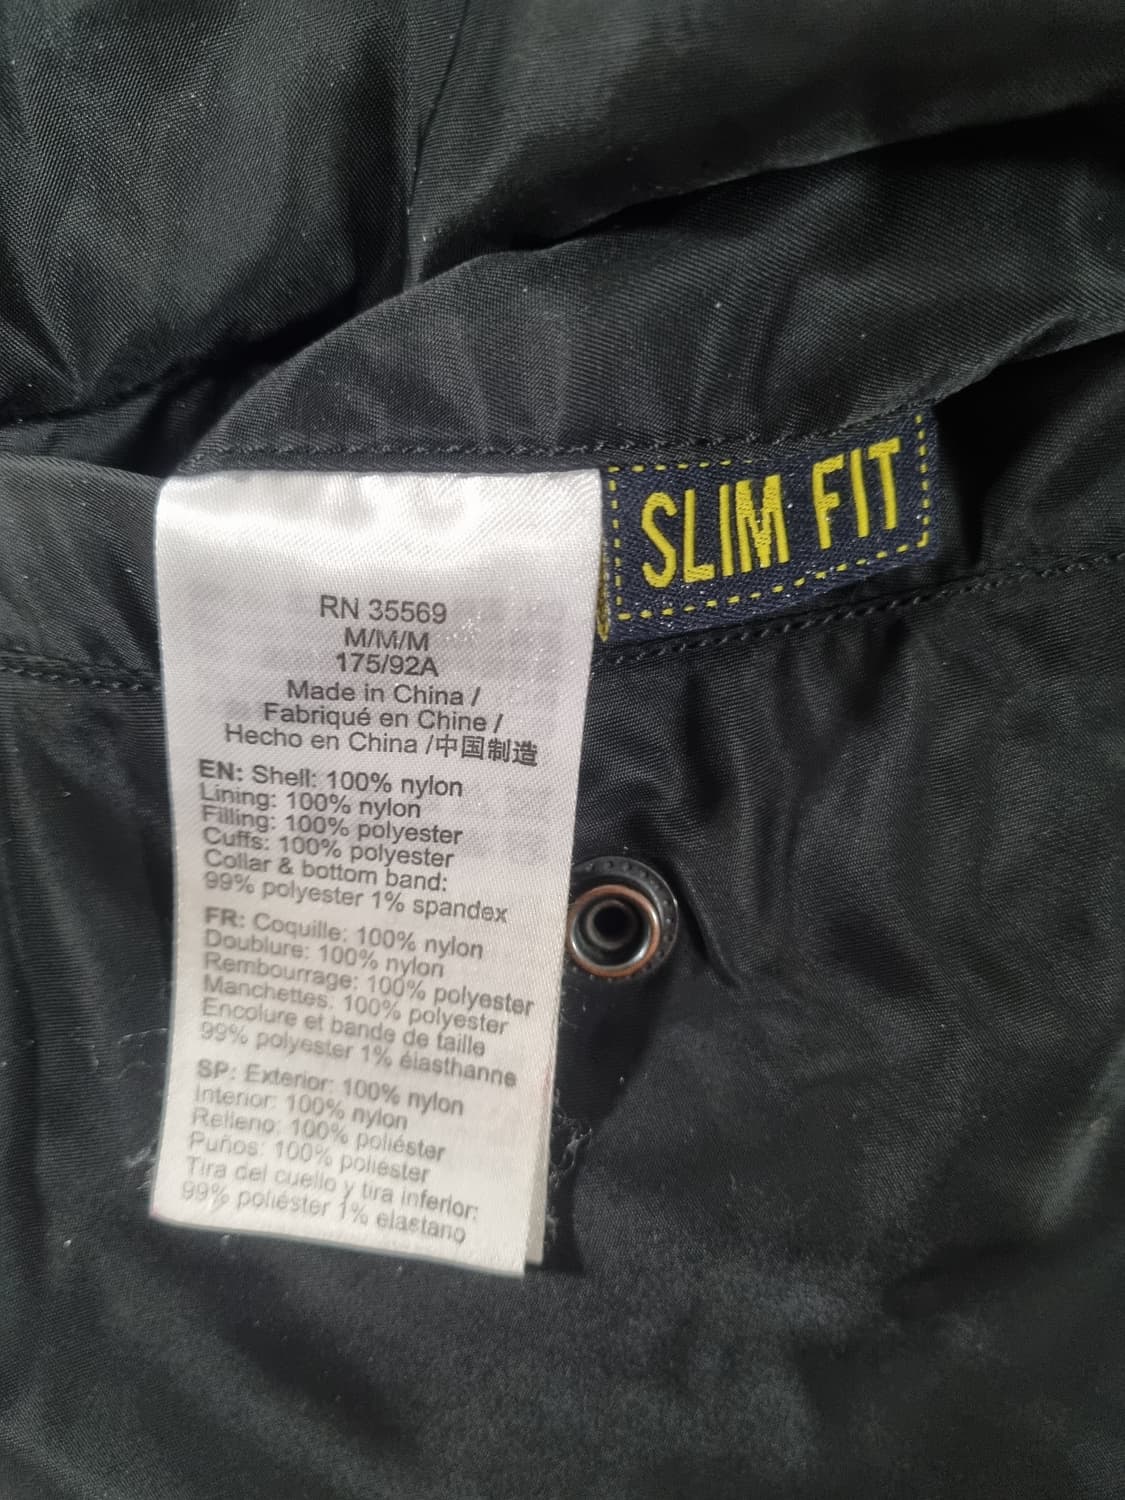 SLIM FIT
RN 35569
M/M/M
175/92A
Made in China /
Fabriqué en Chine /
Hecho en China /中国制造
EN: Shell: 100% nylon
Lining: 100% nylon
Filling: 100% polyester
Cuffs: 100% polyester
Collar & bottom band:
99% polyester 1% spandex
FR: Coquille: 100% nylon
Doublure: 100% nylon
Rembourrage: 100% polyester
Manchettes: 100% polyester
Encolure et bande de taille
99% polyester 1% élasthanne
SP: Exterior: 100% nylon
Interior: 100% nylon
Relleno: 100% poliéster
Puños: 100% poliéster
Tira del cuello y tira inferior:
99% poliéster 1% elastano